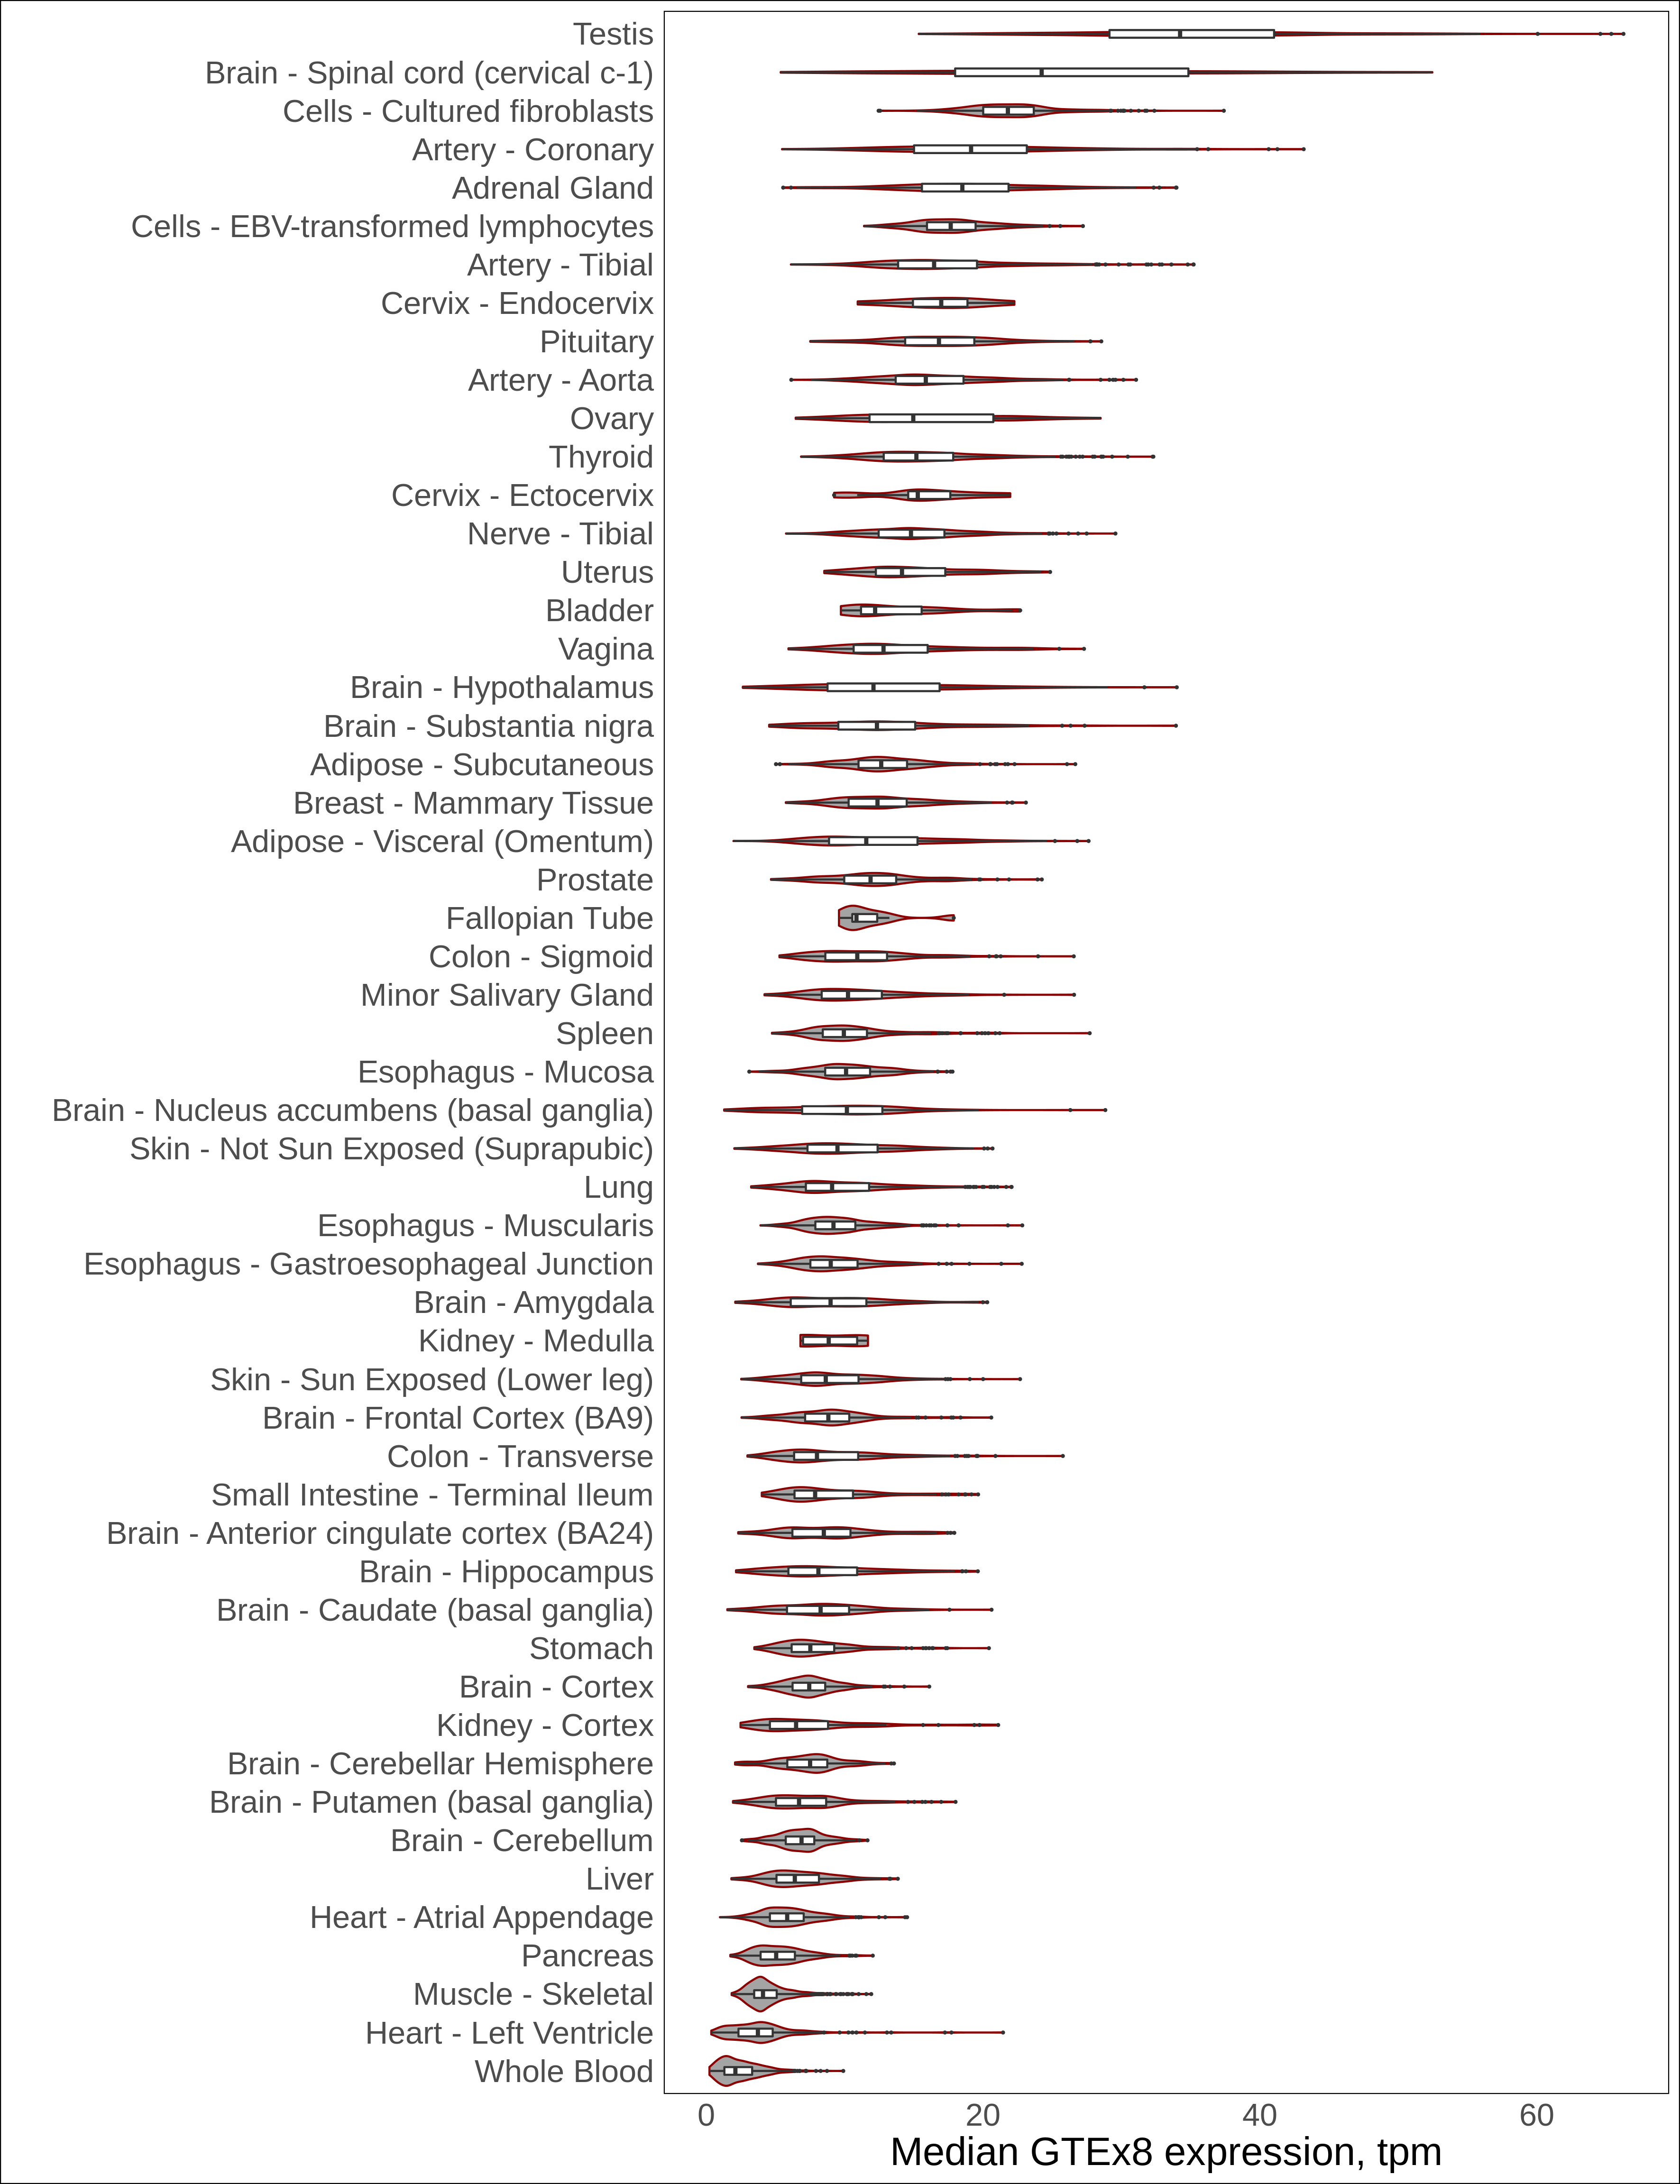 Testis
Brain - Spinal cord (cervical c-1)
Cells - Cultured fibroblasts
Artery - Coronary
Adrenal Gland
Cells - EBV-transformed lymphocytes
Artery - Tibial
Cervix - Endocervix
Pituitary
Artery - Aorta
Ovary
Thyroid
Cervix - Ectocervix
Nerve - Tibial
Uterus
Bladder
Vagina
Brain - Hypothalamus
Brain - Substantia nigra
Adipose - Subcutaneous
Breast - Mammary Tissue
Adipose - Visceral (Omentum)
Prostate
Fallopian Tube
Colon - Sigmoid
Minor Salivary Gland
Spleen
Esophagus - Mucosa
Brain - Nucleus accumbens (basal ganglia)
Skin - Not Sun Exposed (Suprapubic)
Lung
Esophagus - Muscularis
Esophagus - Gastroesophageal Junction
Brain - Amygdala
Kidney - Medulla
Skin - Sun Exposed (Lower leg)
Brain - Frontal Cortex (BA9)
Colon - Transverse
Small Intestine - Terminal Ileum
Brain - Anterior cingulate cortex (BA24)
Brain - Hippocampus
Brain - Caudate (basal ganglia)
Stomach
Brain - Cortex
Kidney - Cortex
Brain - Cerebellar Hemisphere
Brain - Putamen (basal ganglia)
Brain - Cerebellum
Liver
Heart - Atrial Appendage
Pancreas
Muscle - Skeletal
Heart - Left Ventricle
Whole Blood
0 20 40 60
Median GTEx8 expression, tpm